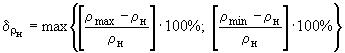 δρн = max{[ρmax − ρн / ρн] · 100%; [ρmin − ρн / ρн] · 100%}